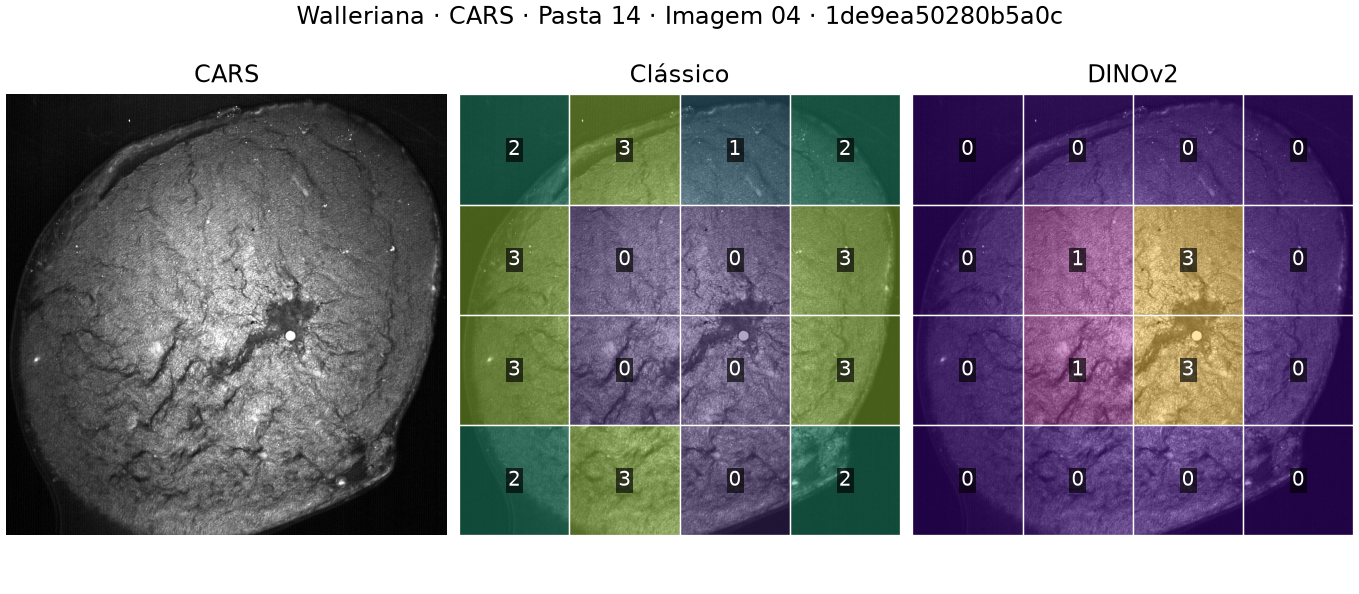 Walleriana · CARS · Pasta 14 · Imagem 04 · 1de9ea50280b5a0c
CARS
Clássico
DINOv2
2 3 1 2
0 0 0 0
3 0 0 3
0 1 3 0
3 0 0 3
0 1 3 0
2 3 0 2
0 0 0 0